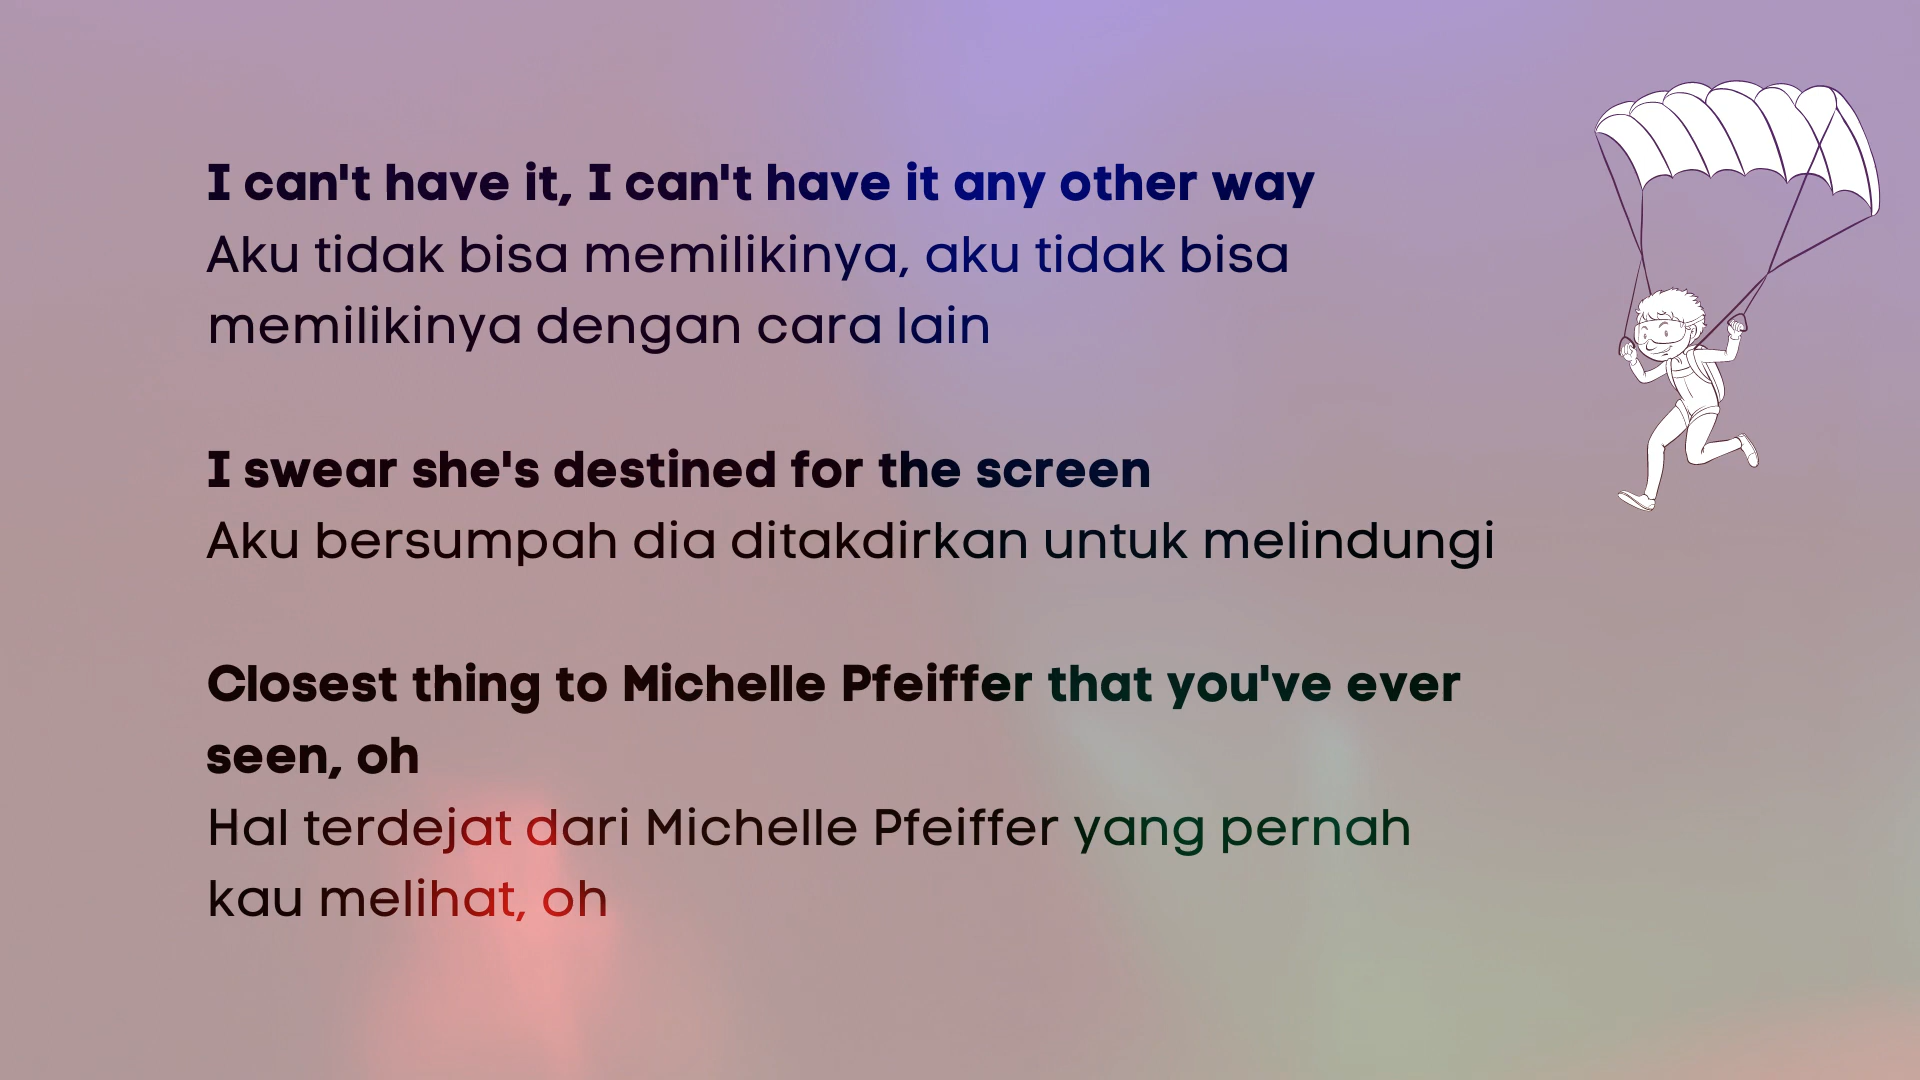 I can't have it, I can't have it any other way
Aku tidak bisa memilikinya, aku tidak bisa
memilikinya dengan cara lain
I swear she's destined for the screen
Aku bersumpah dia ditakdirkan untuk melindungi
Closest thing to Michelle Pfeiffer that you've ever
seen, oh
Hal terdejat dari Michelle Pfeiffer yang pernah
kau melihat, oh